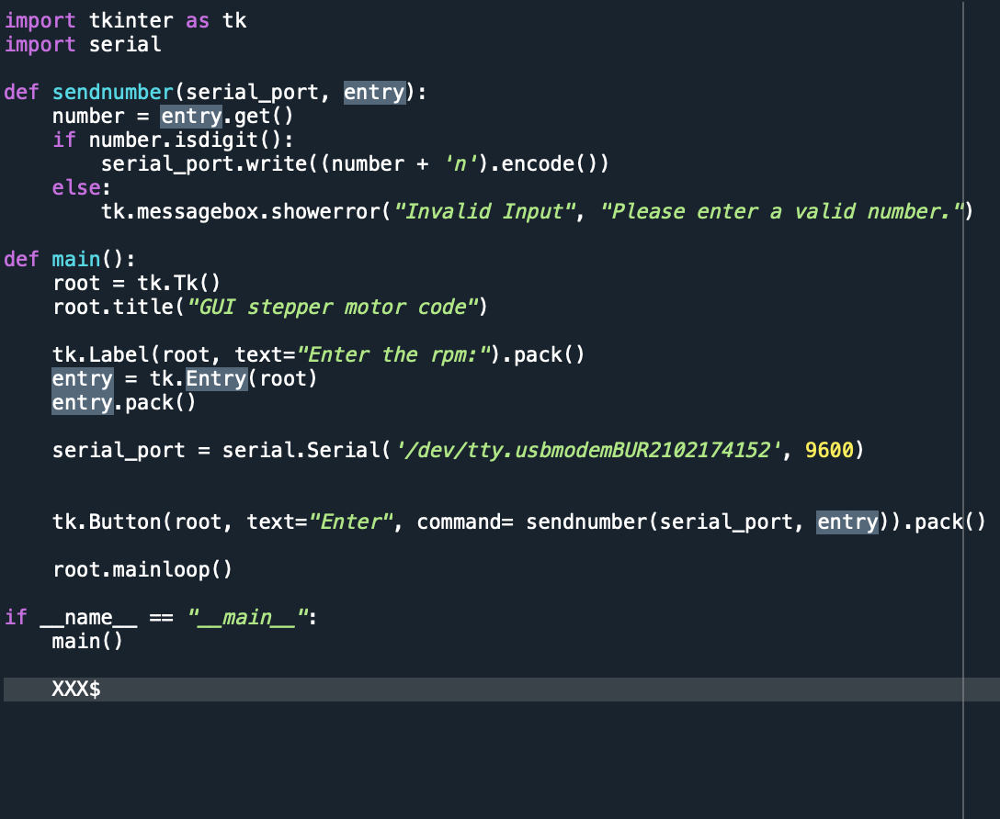 import tkinter as tk
import serial
def sendnumber(serial_port, entry):
    number = entry.get()
    if number.isdigit():
        serial_port.write((number + 'n').encode())
    else:
        tk.messagebox.showerror("Invalid Input", "Please enter a valid number.")
def main():
    root = tk.Tk()
    root.title("GUI stepper motor code")
    tk.Label(root, text="Enter the rpm:").pack()
    entry = tk.Entry(root)
    entry.pack()
    serial_port = serial.Serial('/dev/tty.usbmodemBUR2102174152', 9600)
    tk.Button(root, text="Enter", command= sendnumber(serial_port, entry)).pack()
    root.mainloop()
if __name__ == "__main__":
    main()
    XXX$